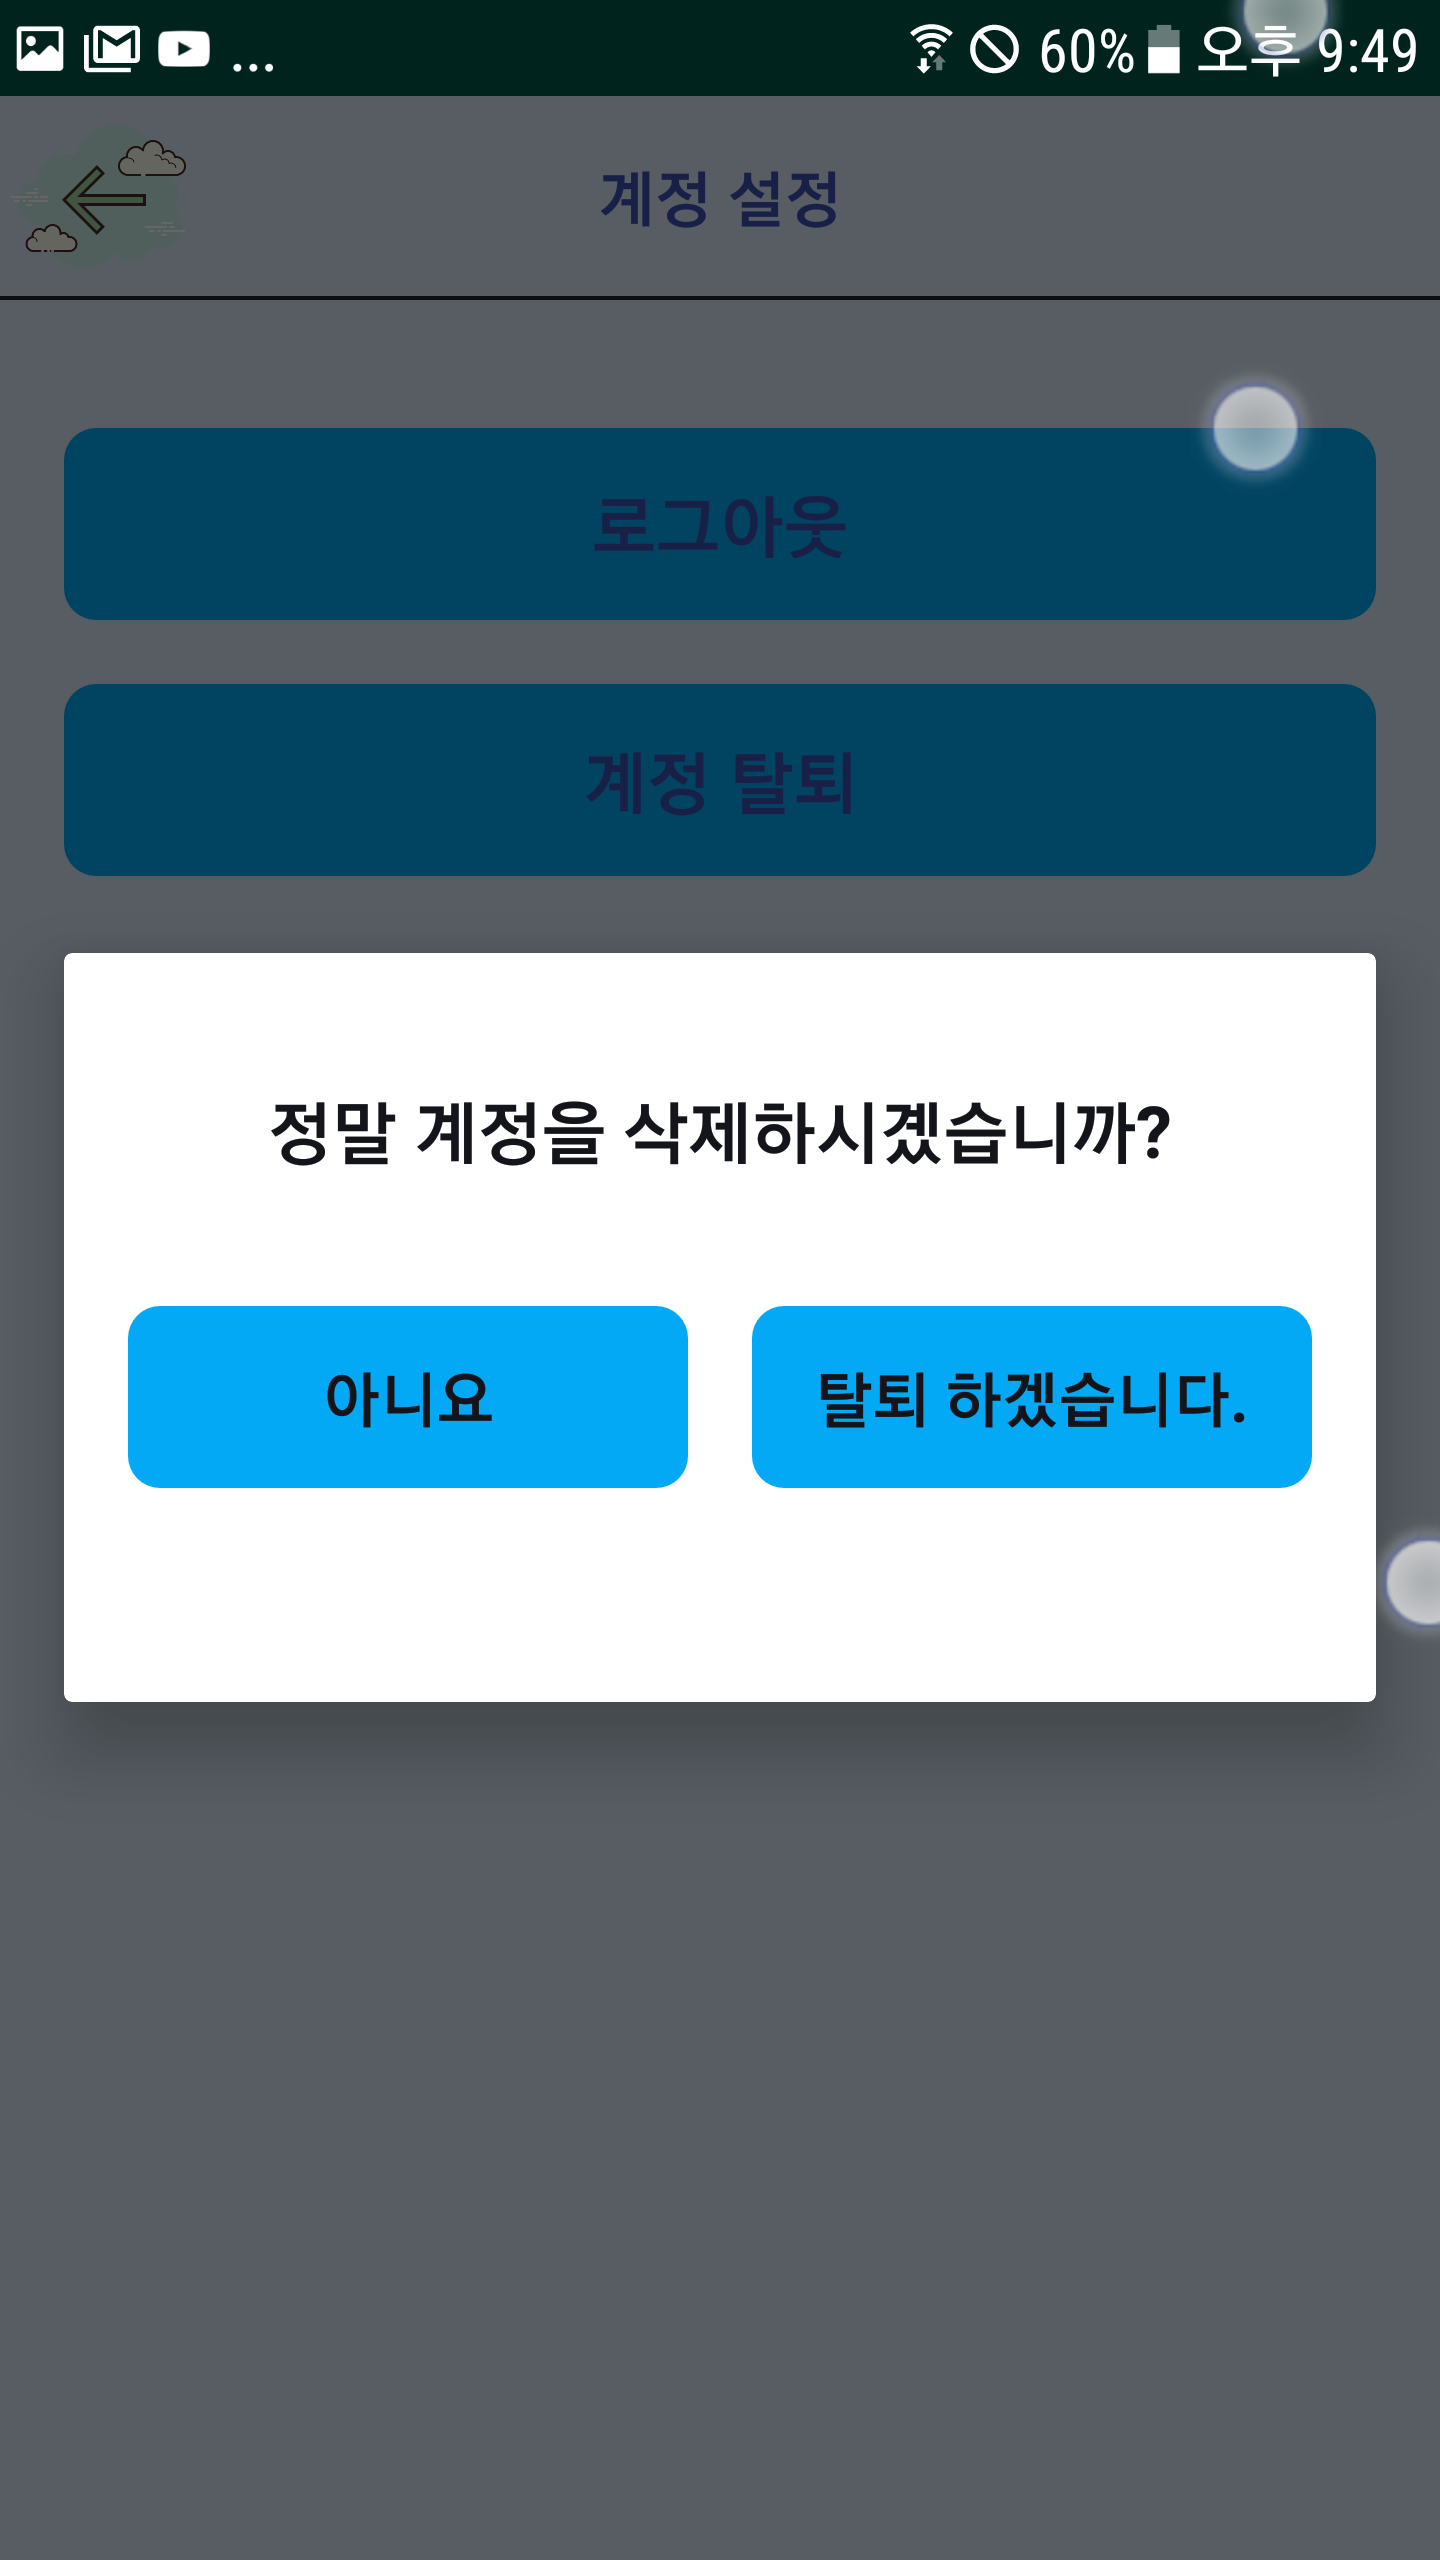 ... 60% 오후 9:49
계정 설정
로그아웃
계정 탈퇴
정말 계정을 삭제하시곘습니까?
아니요
탈퇴 하겠습니다.